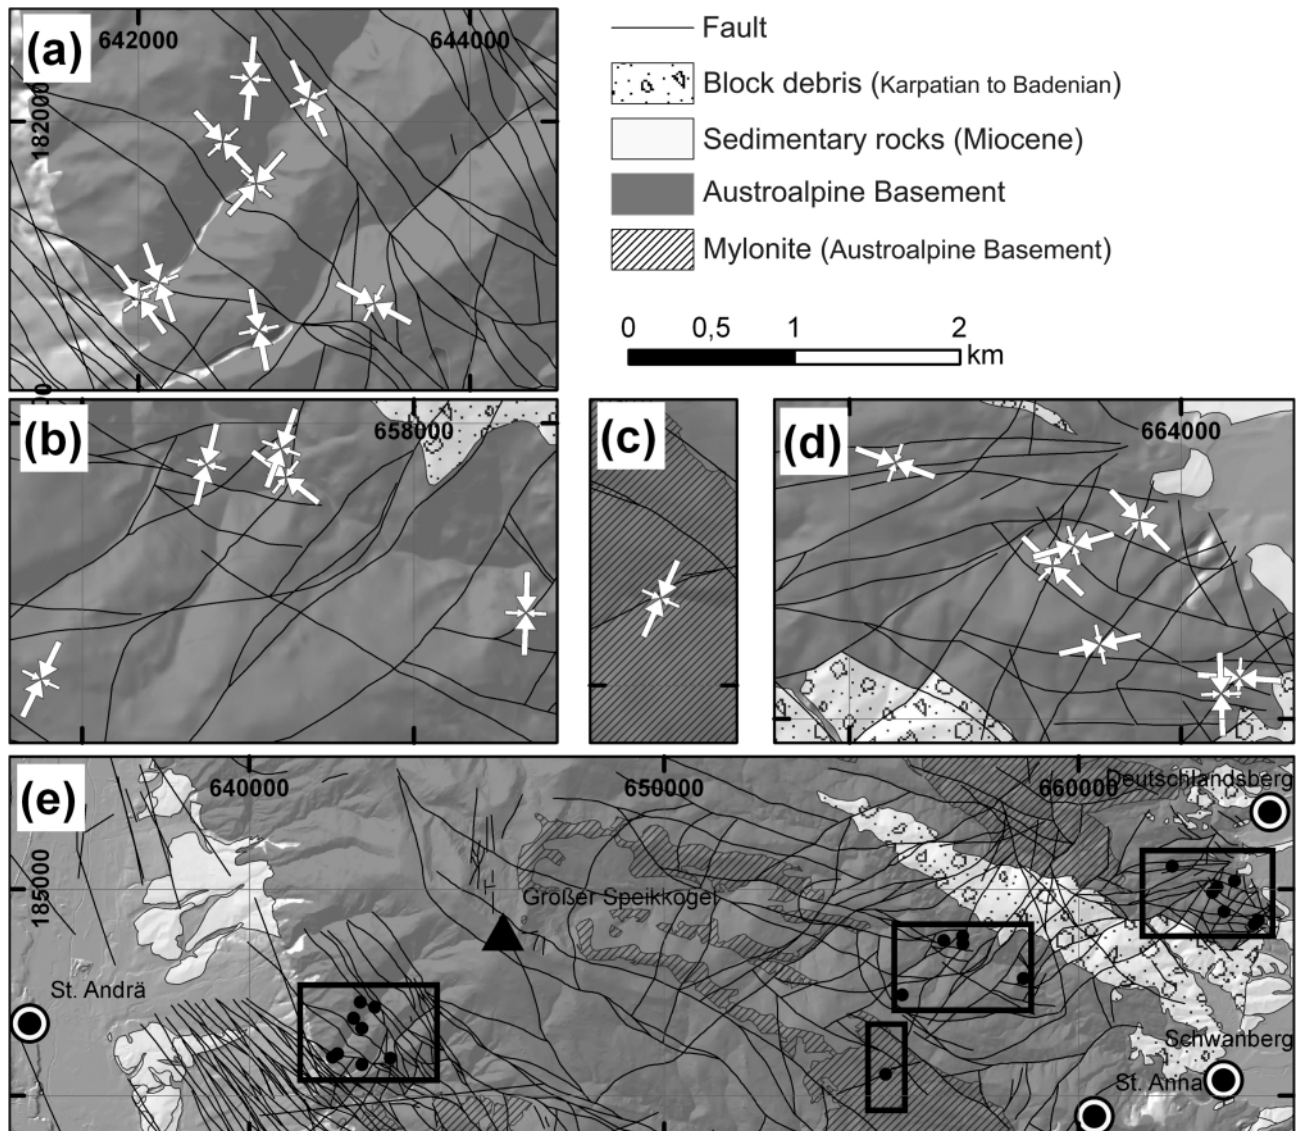 (a)
642000
644000
182000
Fault
Block debris (Karpatian to Badenian)
Sedimentary rocks (Miocene)
Austroalpine Basement
Mylonite (Austroalpine Basement)
0 0,5 1 2
km
(b)
658000
(c)
(d)
664000
(e)
640000
650000
660000
Deutschlandsberg
185000
Großer Speikkogel
St. Andrä
Schwanberg
St. Anna